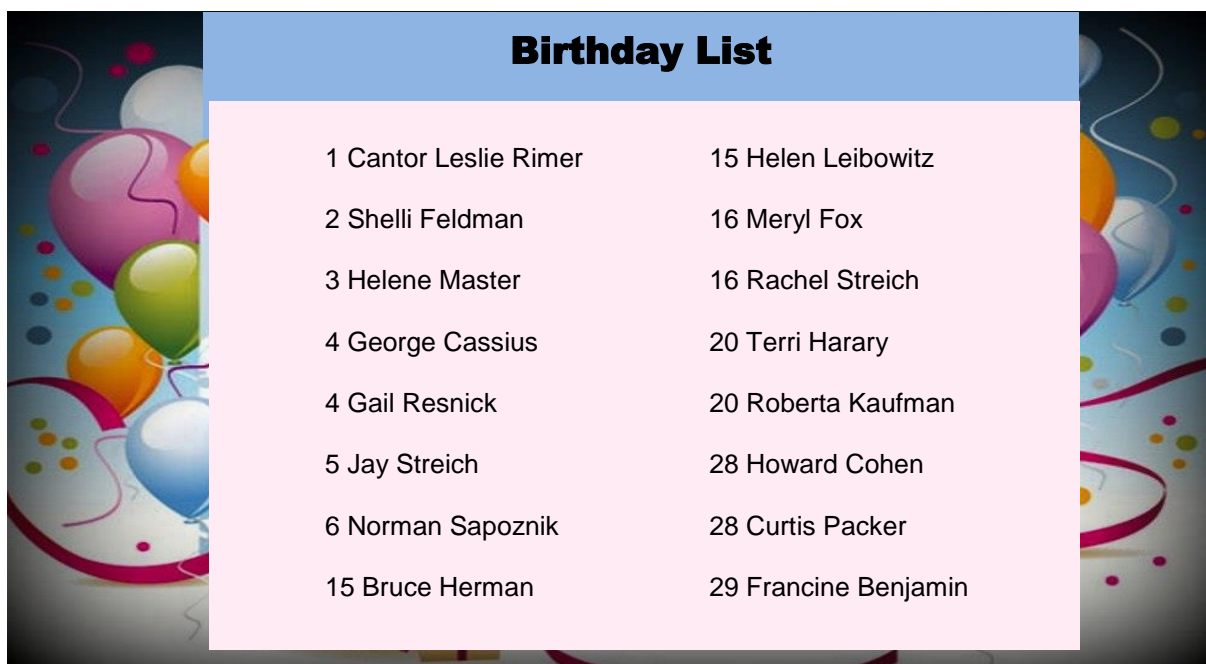 Birthday List
1 Cantor Leslie Rimer
2 Shelli Feldman
3 Helene Master
4 George Cassius
4 Gail Resnick
5 Jay Streich
6 Norman Sapoznik
15 Bruce Herman
15 Helen Leibowitz
16 Meryl Fox
16 Rachel Streich
20 Terri Harary
20 Roberta Kaufman
28 Howard Cohen
28 Curtis Packer
29 Francine Benjamin